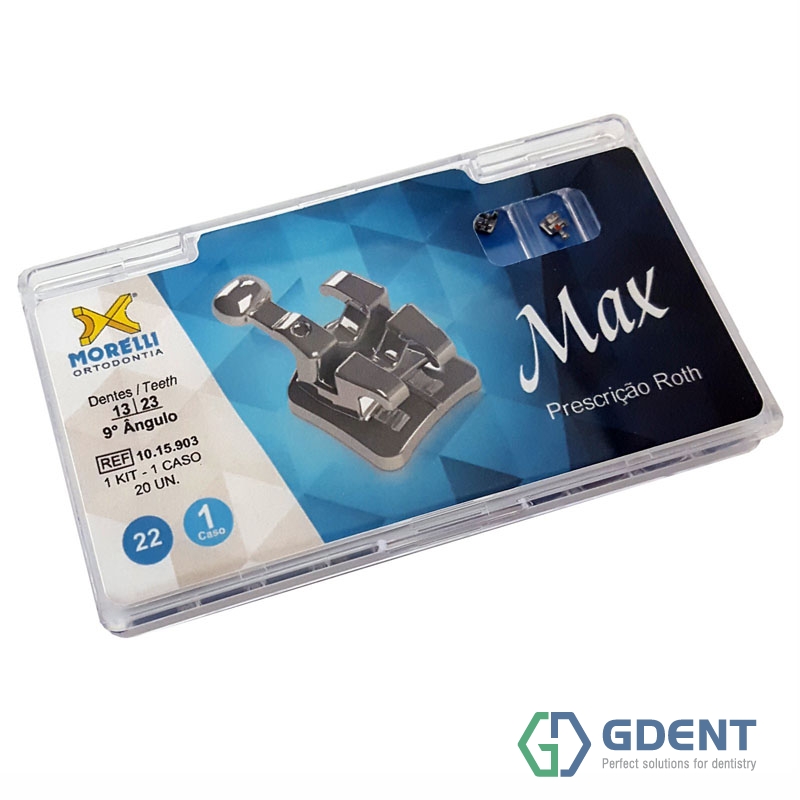 MORELLI
ORTODONTIA
Dentes / Teeth
13 | 23
9º Ângulo
REF 10.15.903
1 KIT - 1 CASO
20 UN.
22
1
Caso
Max
Prescrição Roth
GDENT
Perfect solutions for dentistry